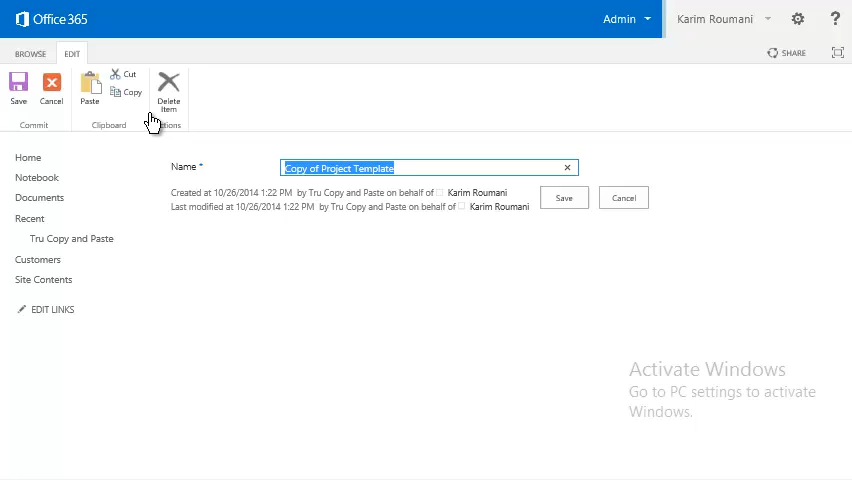 Office 365
Admin
Karim Roumani
?
BROWSE
EDIT
SHARE
Save
Cancel
Paste
Cut
Copy
Delete
Item
Commit
Clipboard
Home
Notebook
Documents
Recent
Tru Copy and Paste
Customers
Site Contents
EDIT LINKS
Name *
Copy of Project Template
Created at 10/26/2014 1:22 PM by Tru Copy and Paste on behalf of Karim Roumani
Last modified at 10/26/2014 1:22 PM by Tru Copy and Paste on behalf of Karim Roumani
Save
Cancel
Activate Windows
Go to PC settings to activate
Windows.